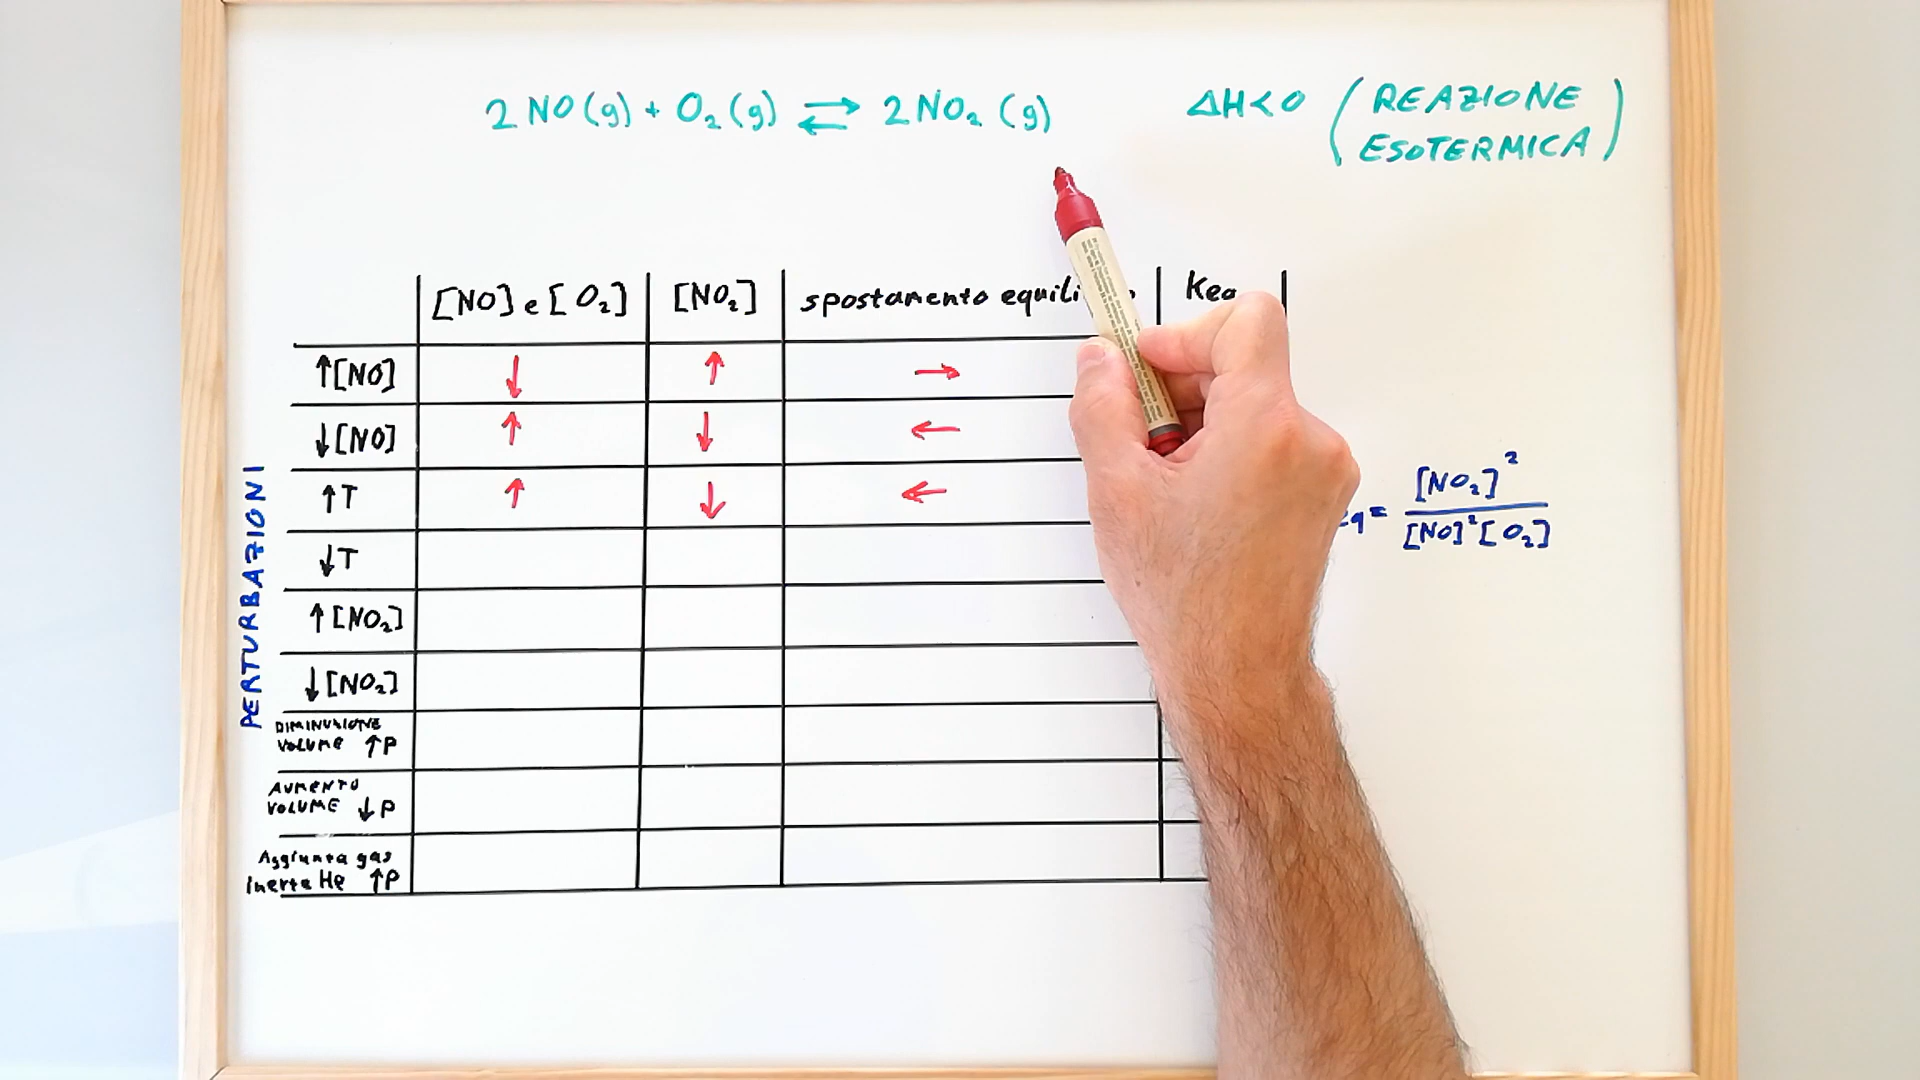 2 NO(g) + O₂(g) ⇄ 2 NO₂ (g)
ΔH<0 (REAZIONE
ESOTERMICA)
[NO] e [O₂] [NO₂] spostamento Keq
↑[NO] ↓ ↑ →
↓[NO] ↑ ↓ ←
↑T ↑ ↓ ←
↓T
↑[NO₂]
↓[NO₂]
DIMINUZIONE
VOLUME ↑P
AUMENTO
VOLUME ↓P
Aggiunta gas
inerte He ↑P
PERTURBAZIONI
[NO₂]²
eq =
[NO]²[O₂]